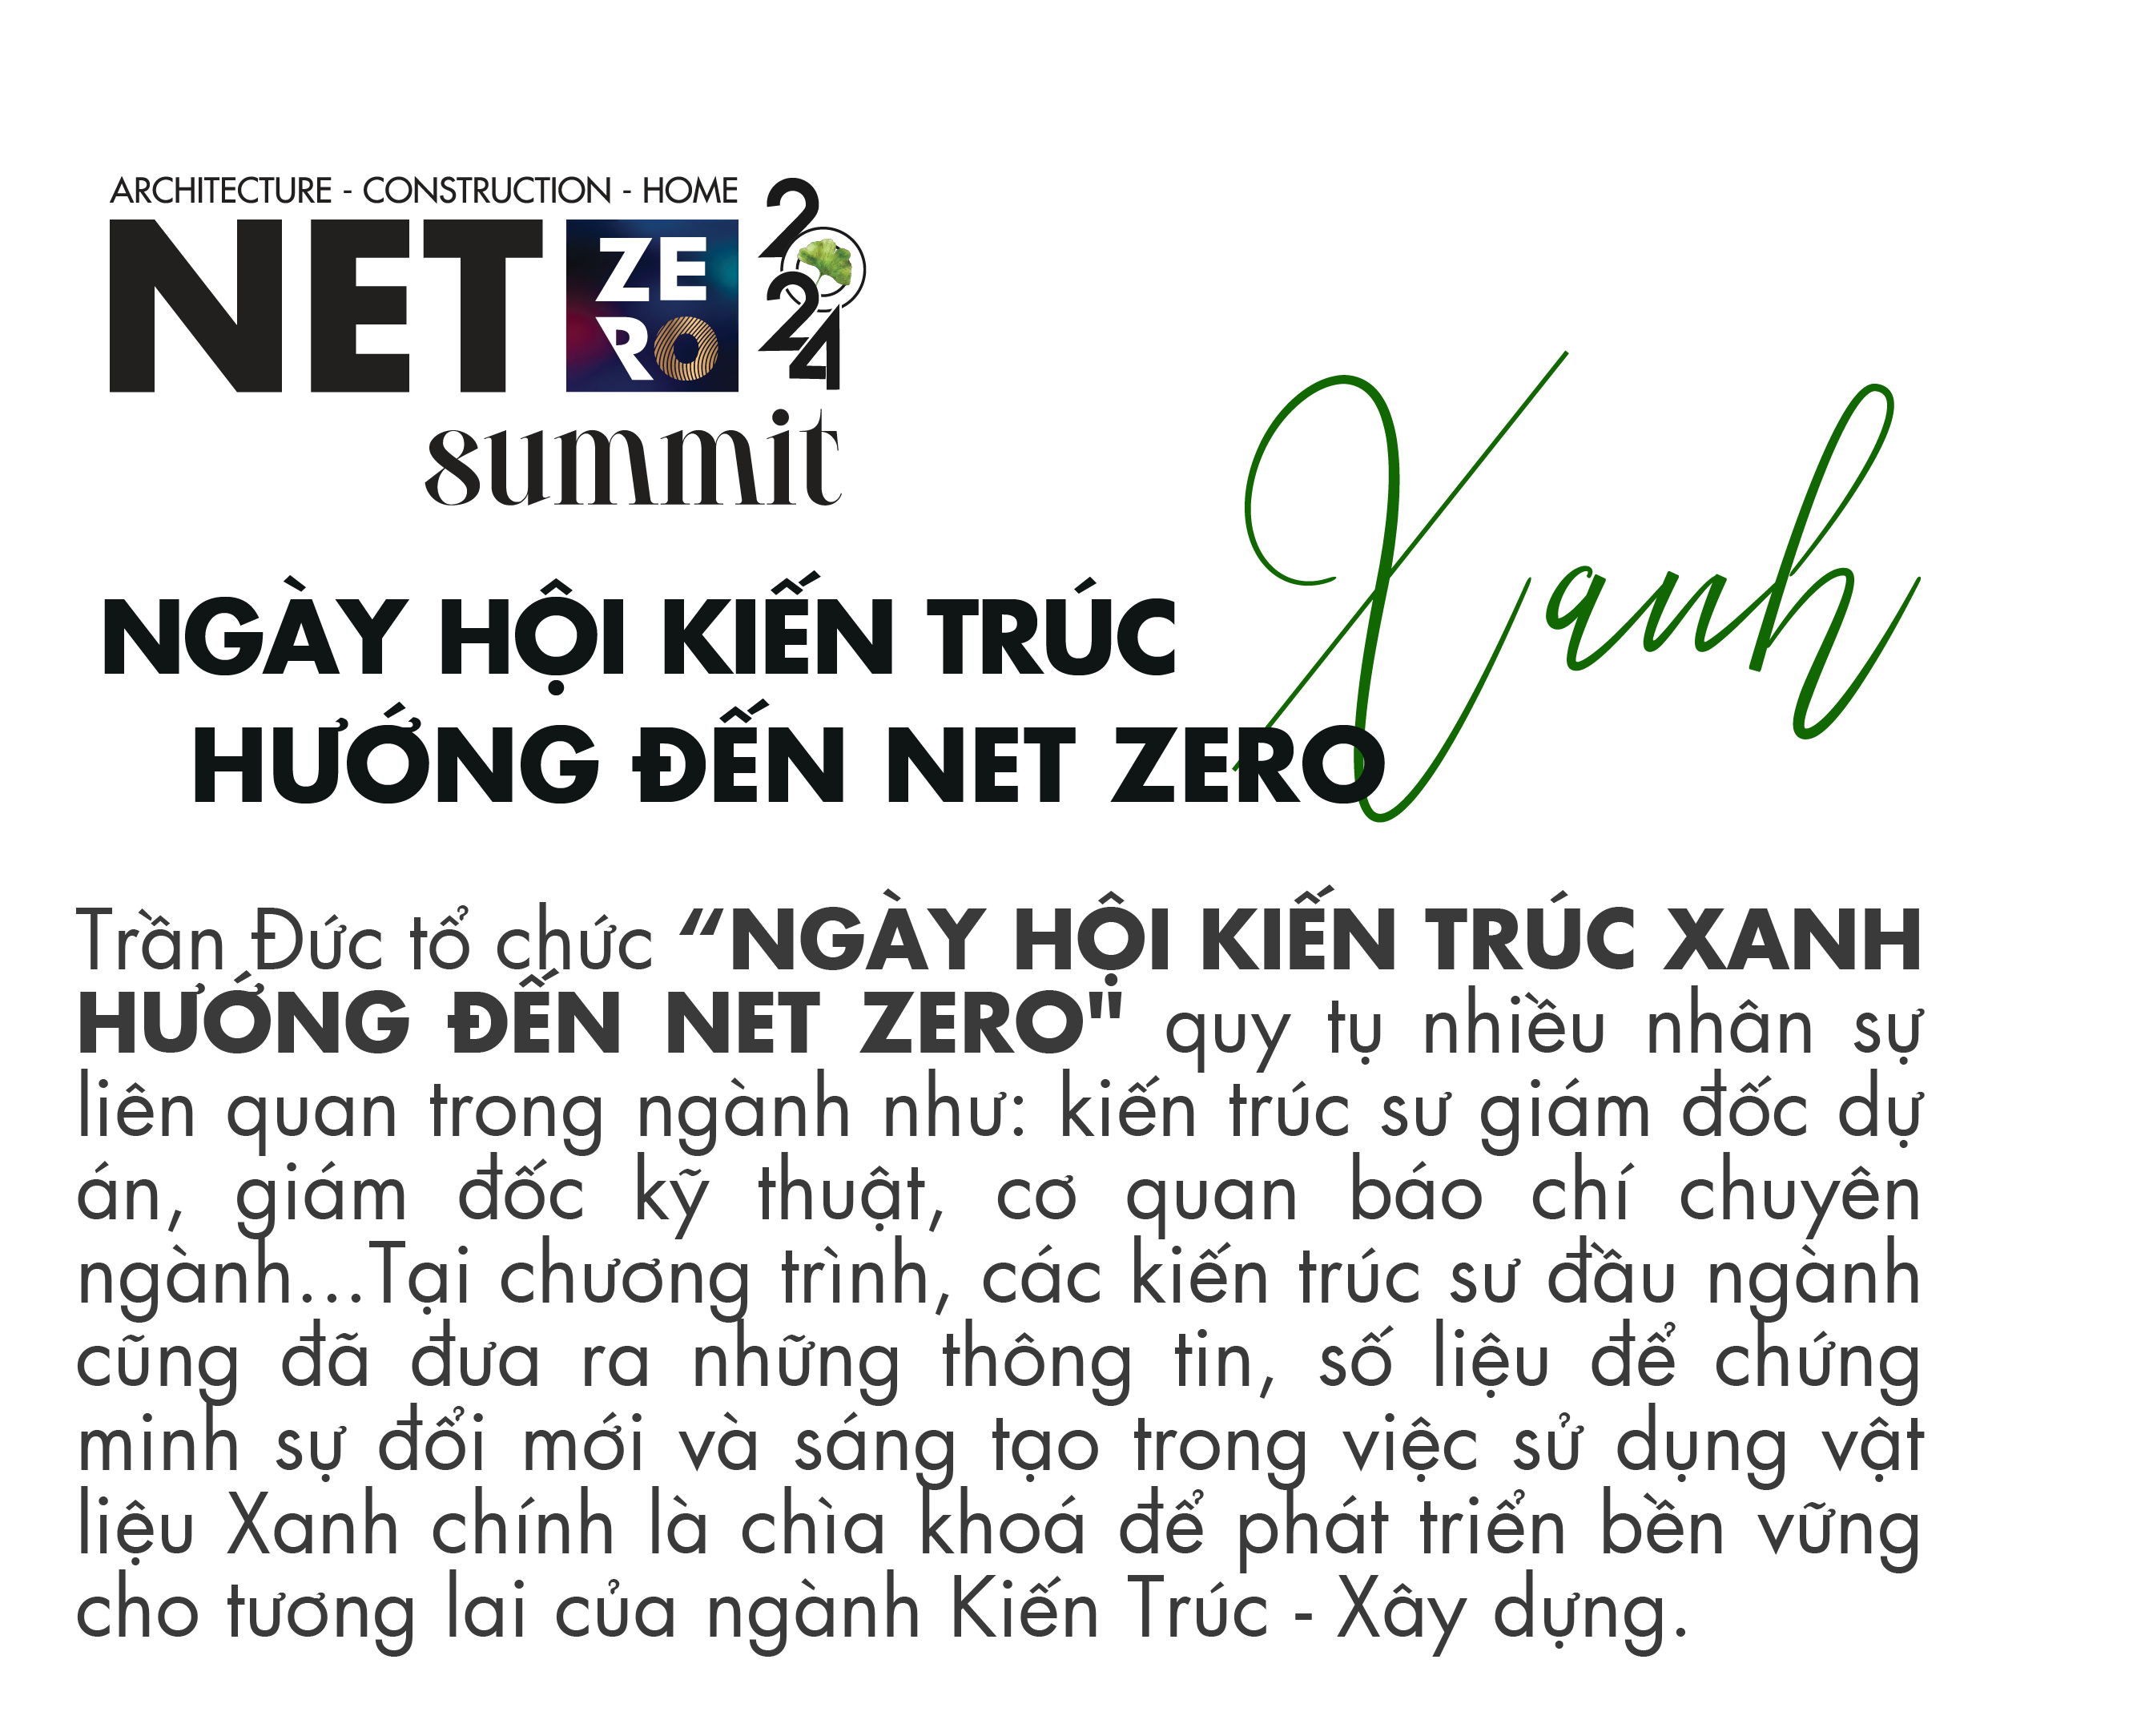 ARCHITECTURE - CONSTRUCTION - HOME
NET ZERO 2024
summit
NGÀY HỘI KIẾN TRÚC Xanh
HƯỚNG ĐẾN NET ZERO
Trần Đức tổ chức “NGÀY HỘI KIẾN TRÚC XANH
HƯỚNG ĐẾN NET ZERO" quy tụ nhiều nhân sự
liên quan trong ngành như: kiến trúc sư giám đốc dự
án, giám đốc kỹ thuật, cơ quan báo chí chuyên
ngành...Tại chương trình, các kiến trúc sư đầu ngành
cũng đã đưa ra những thông tin, số liệu để chứng
minh sự đổi mới và sáng tạo trong việc sử dụng vật
liệu Xanh chính là chìa khoá để phát triển bền vững
cho tương lai của ngành Kiến Trúc - Xây dựng.